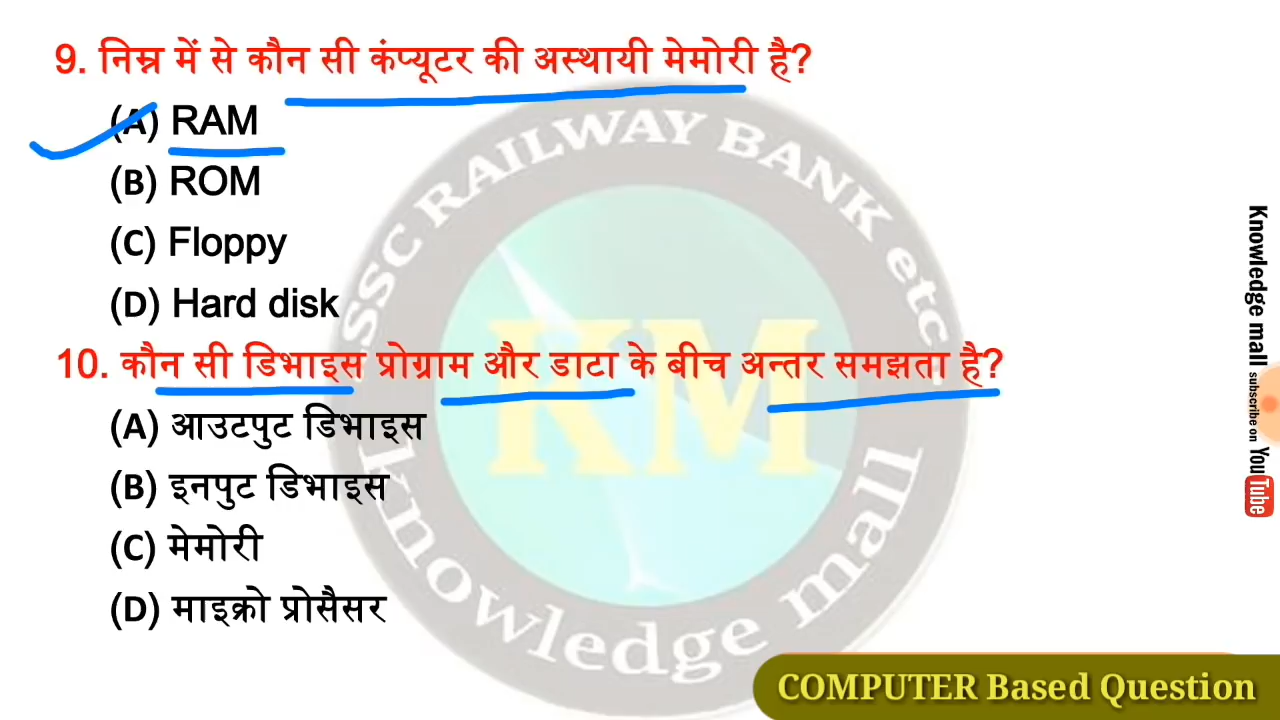 9. निम्न में से कौन सी कंप्यूटर की अस्थायी मेमोरी है?
(A) RAM
(B) ROM
(C) Floppy
(D) Hard disk
10. कौन सी डिभाइस प्रोग्राम और डाटा के बीच अन्तर समझता है?
(A) आउटपुट डिभाइस
(B) इनपुट डिभाइस
(C) मेमोरी
(D) माइक्रो प्रोसैसर
SSC RAILWAY BANK etc.
KM
knowledge mall
Knowledge mall subscribe on YouTube
COMPUTER Based Question